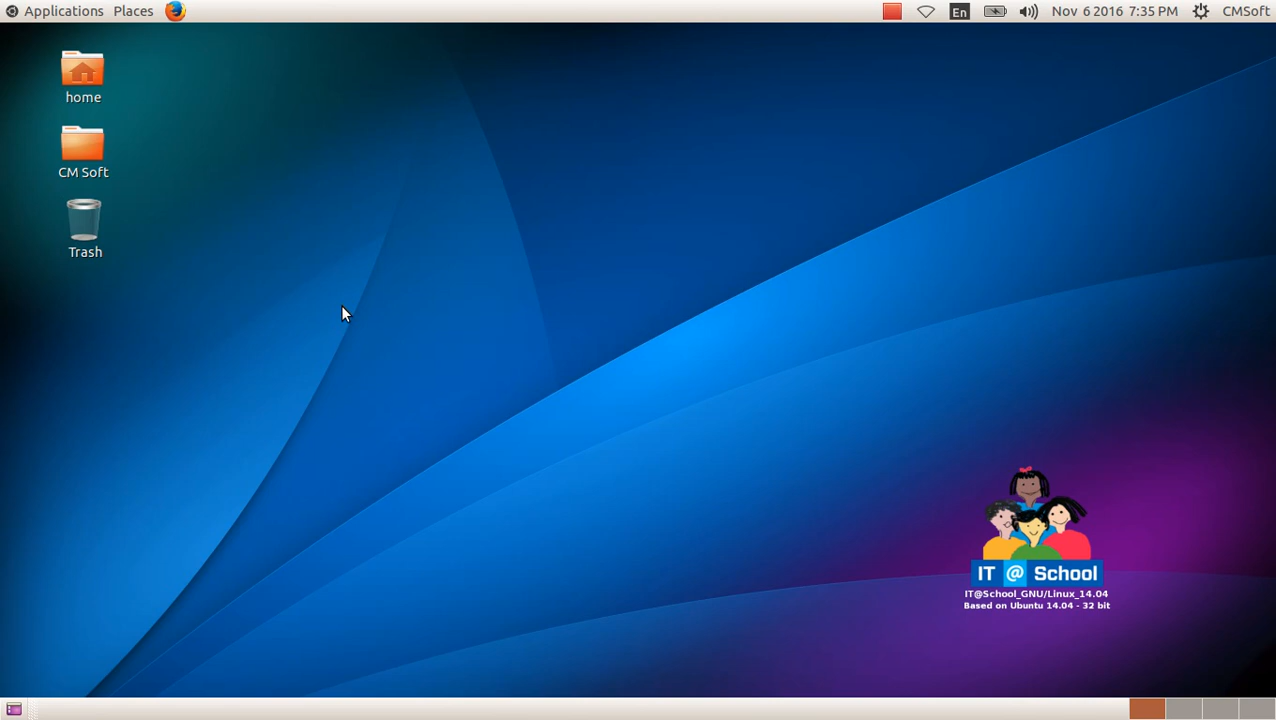 Applications Places En Nov 6 2016 7:35 PM CMSoft
home
CM Soft
Trash
IT @ School
IT@School_GNU/Linux_14.04
Based on Ubuntu 14.04 - 32 bit